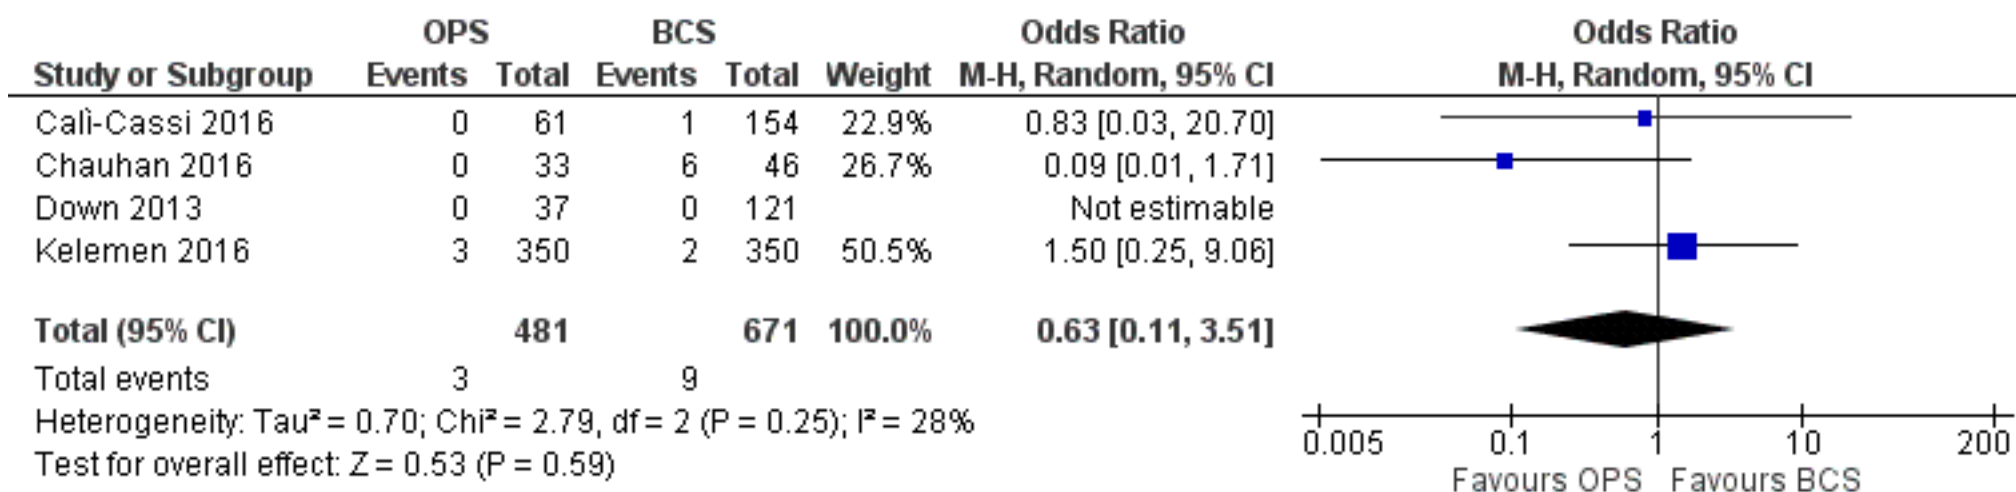 OPS BCS Odds Ratio Odds Ratio
Study or Subgroup Events Total Events Total Weight M-H, Random, 95% CI M-H, Random, 95% CI
Calì-Cassi 2016 0 61 1 154 22.9% 0.83 [0.03, 20.70]
Chauhan 2016 0 33 6 46 26.7% 0.09 [0.01, 1.71]
Down 2013 0 37 0 121 Not estimable
Kelemen 2016 3 350 2 350 50.5% 1.50 [0.25, 9.06]
Total (95% CI) 481 671 100.0% 0.63 [0.11, 3.51]
Total events 3 9
Heterogeneity: Tau² = 0.70; Chi² = 2.79, df = 2 (P = 0.25); I² = 28%
Test for overall effect: Z = 0.53 (P = 0.59)
0.005 0.1 1 10 200
Favours OPS Favours BCS